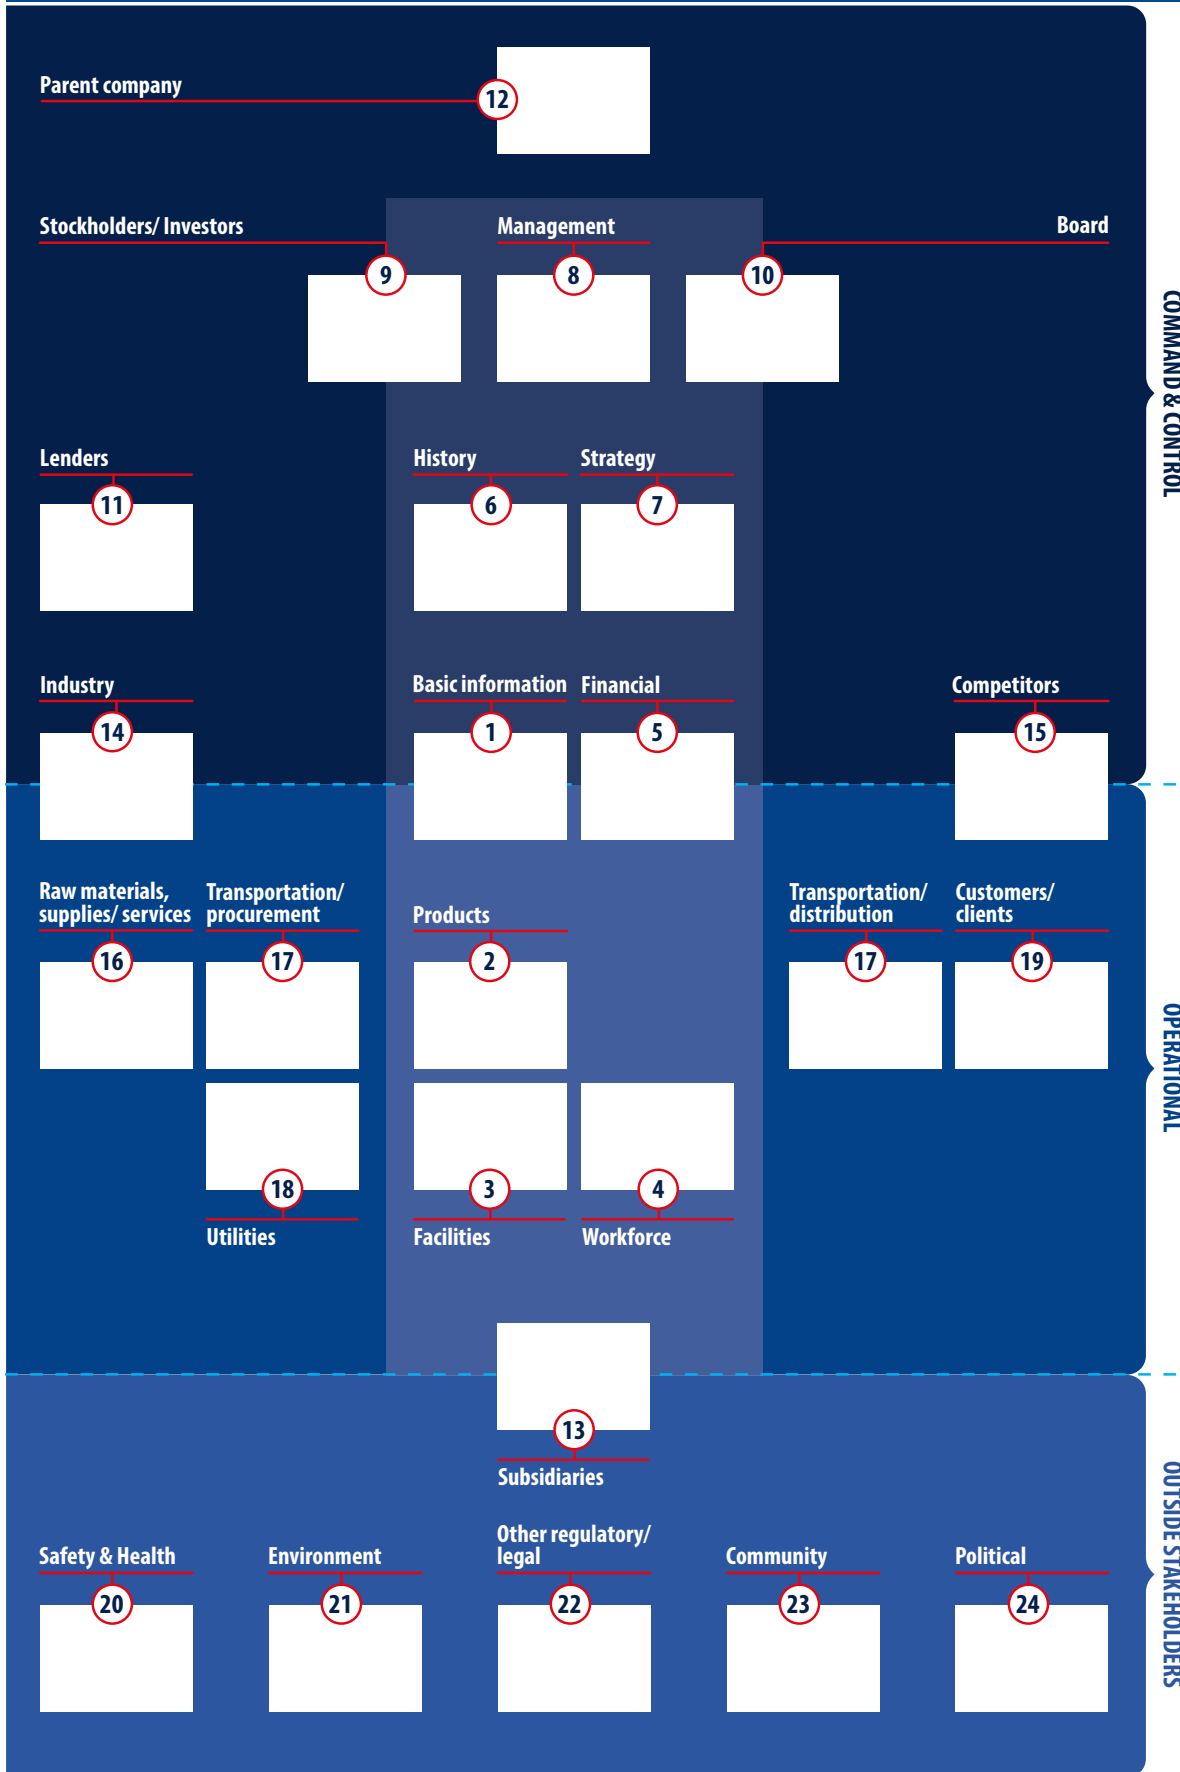 Parent company
12
Stockholders/ Investors
Management
Board
9
8
10
COMMAND & CONTROL
Lenders
History
Strategy
11
6
7
Industry
Basic information
Financial
Competitors
14
1
5
15
Raw materials,
supplies/ services
Transportation/
procurement
Products
Transportation/
distribution
Customers/
clients
16
17
2
17
19
OPERATIONAL
18
3
4
Utilities
Facilities
Workforce
13
Subsidiaries
OUTSIDE STAKEHOLDERS
Safety & Health
Environment
Other regulatory/
legal
Community
Political
20
21
22
23
24